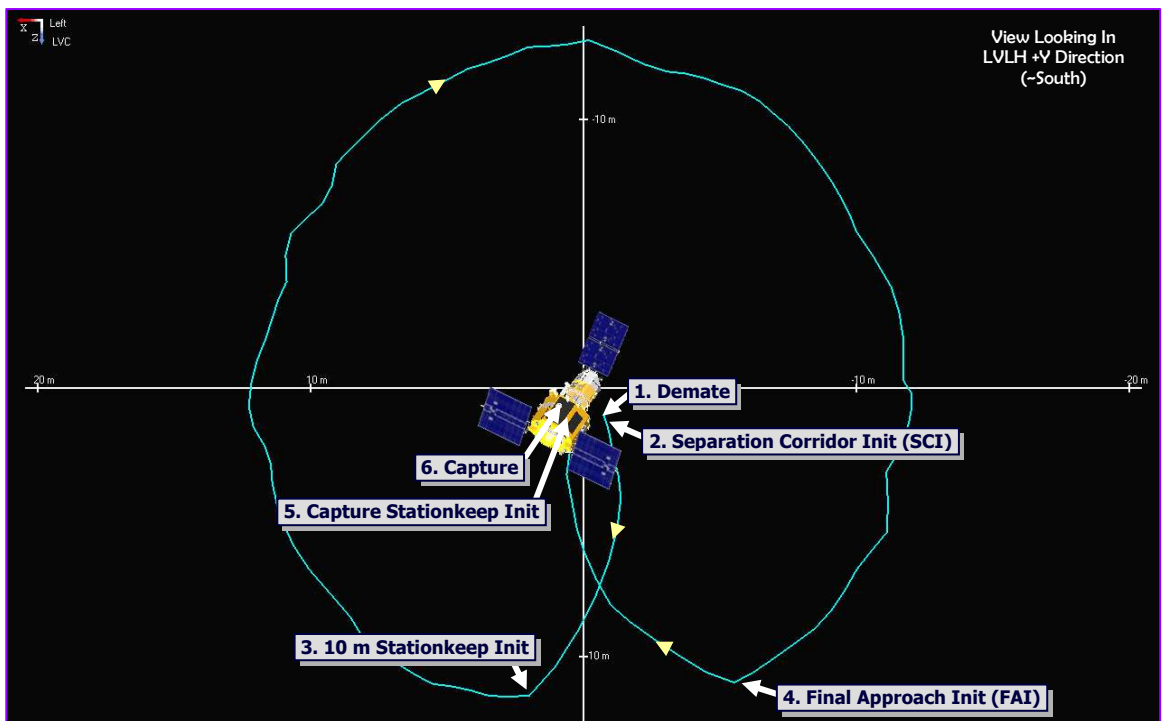 X
Left
Z
LVC
View Looking In
LVLH +Y Direction
(~South)
-10 m
20 m
10 m
-10 m
-20 m
1. Demate
2. Separation Corridor Init (SCI)
6. Capture
5. Capture Stationkeep Init
3. 10 m Stationkeep Init
10 m
4. Final Approach Init (FAI)